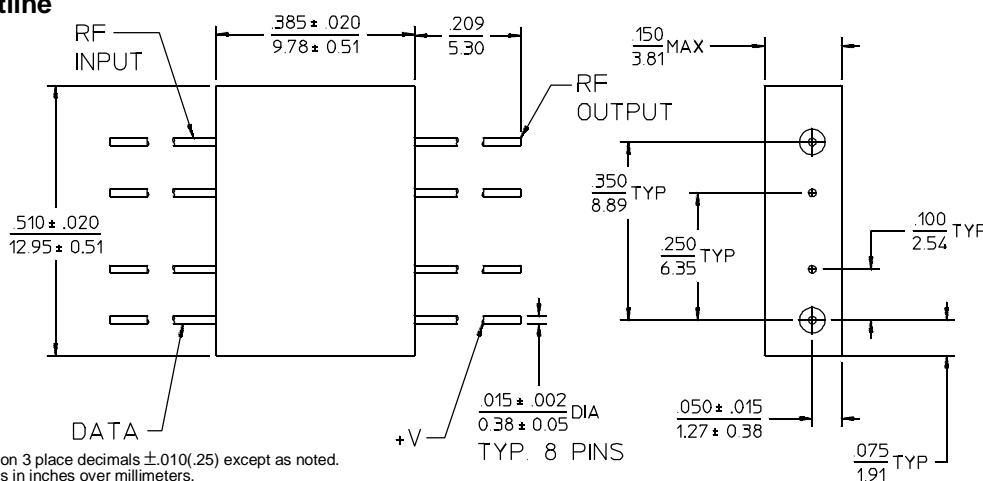 tline
RF
INPUT
.385 ± .020
9.78 ± 0.51
.209
5.30
RF
OUTPUT
.510 ± .020
12.95 ± 0.51
DATA
+V
.015 ± .002
0.38 ± 0.05
DIA
TYP. 8 PINS
.150
3.81
MAX
.350
8.89
TYP
.250
6.35
TYP
.100
2.54
TYP
.050 ± .015
1.27 ± 0.38
.075
1.91
TYP
on 3 place decimals ±.010(.25) except as noted.
s in inches over millimeters.